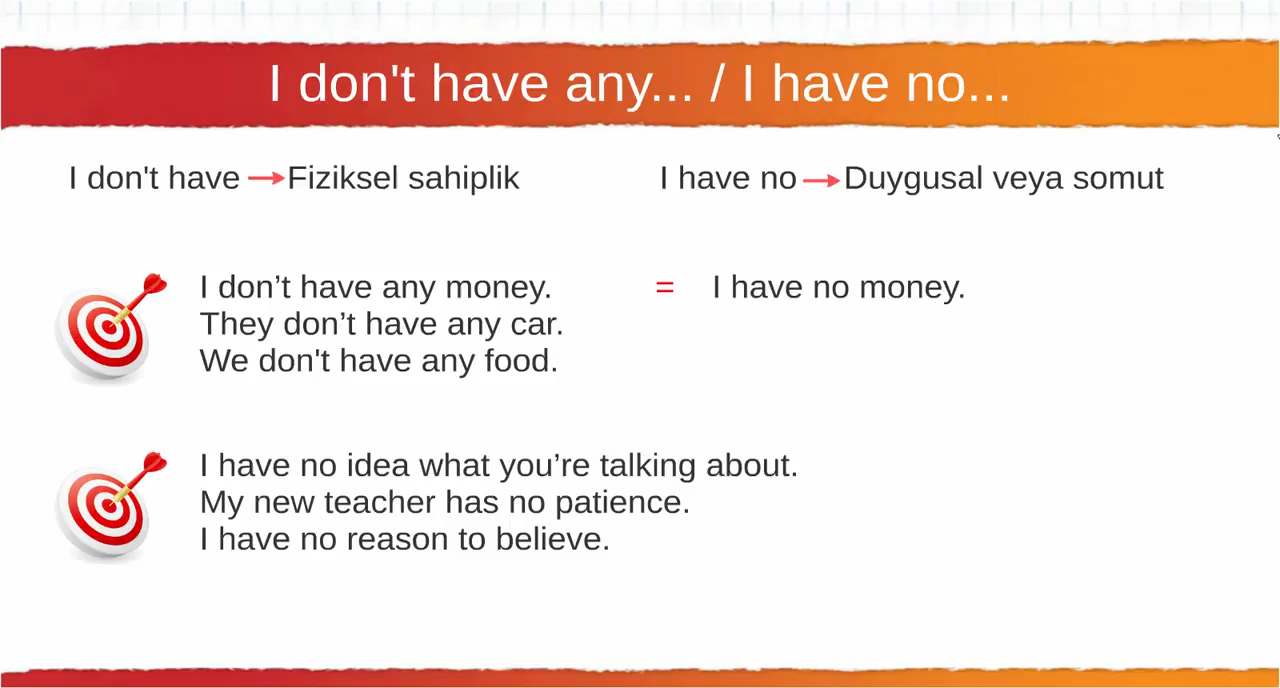 I don't have any... / I have no...
I don't have → Fiziksel sahiplik
I have no → Duygusal veya somut
I don’t have any money. = I have no money.
They don’t have any car.
We don't have any food.
I have no idea what you’re talking about.
My new teacher has no patience.
I have no reason to believe.